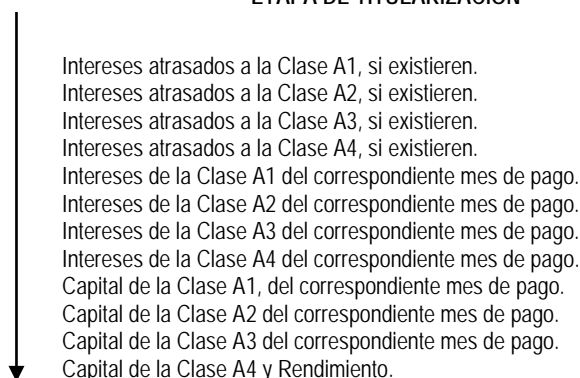 ETAPA DE TITULARIZACIÓN
Intereses atrasados a la Clase A1, si existieren.
Intereses atrasados a la Clase A2, si existieren.
Intereses atrasados a la Clase A3, si existieren.
Intereses atrasados a la Clase A4, si existieren.
Intereses de la Clase A1 del correspondiente mes de pago.
Intereses de la Clase A2 del correspondiente mes de pago.
Intereses de la Clase A3 del correspondiente mes de pago.
Intereses de la Clase A4 del correspondiente mes de pago.
Capital de la Clase A1, del correspondiente mes de pago.
Capital de la Clase A2 del correspondiente mes de pago.
Capital de la Clase A3 del correspondiente mes de pago.
Capital de la Clase A4 y Rendimiento.